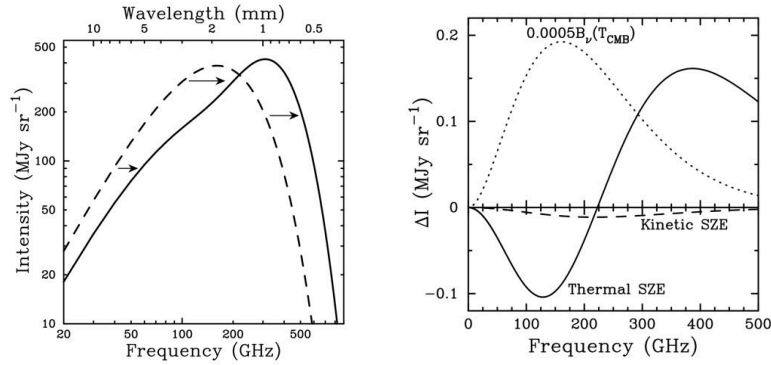 Wavelength (mm)
10 5 2 1 0.5
500
200
100
50
20
10
Intensity (MJy sr⁻¹)
20 50 100 200 500
Frequency (GHz)
0.0005Bν(TCMB)
0.2
0.1
0
−0.1
ΔI (MJy sr⁻¹)
Kinetic SZE
Thermal SZE
0 100 200 300 400 500
Frequency (GHz)